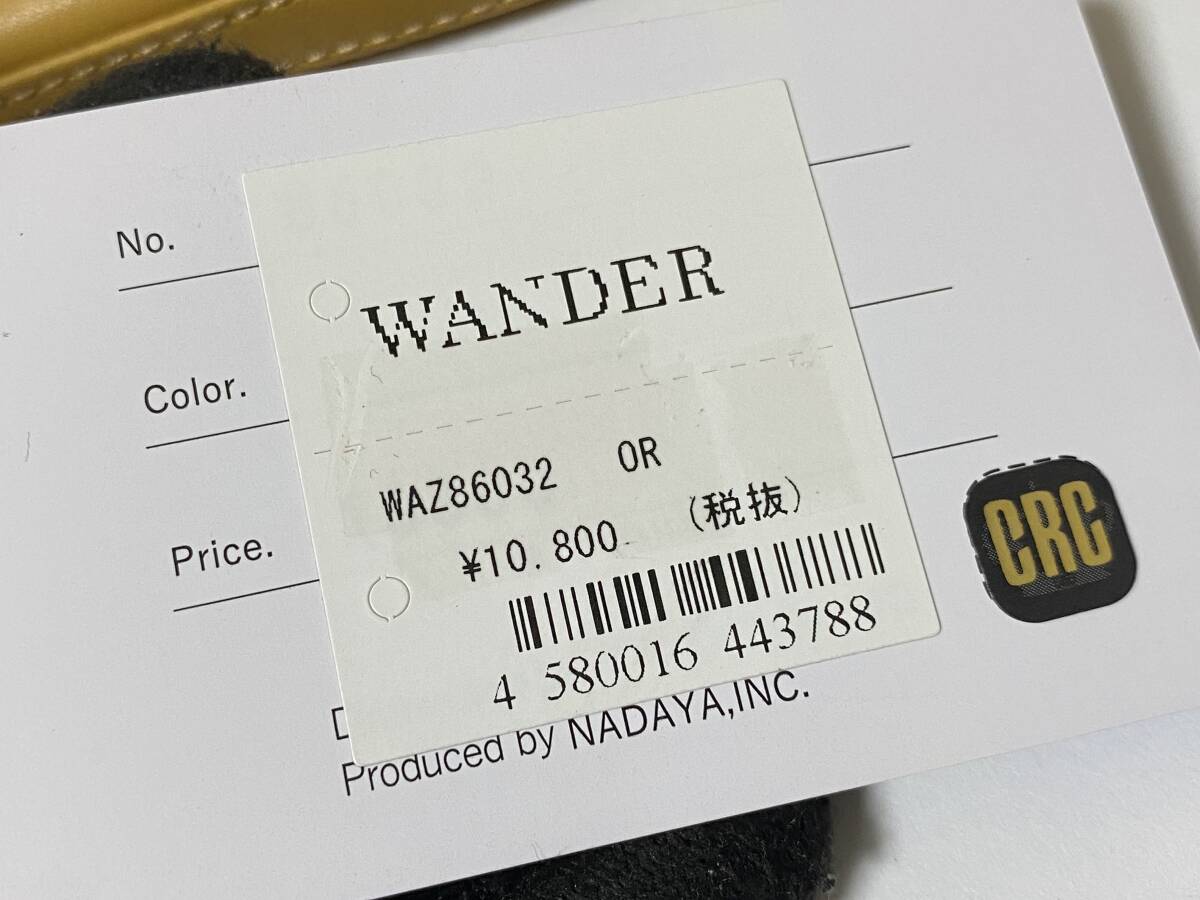 No.
Color.
Price.
WANDER
WAZ86032 OR
¥10.800 (税抜)
4 580016 443788
Produced by NADAYA,INC.
CRC